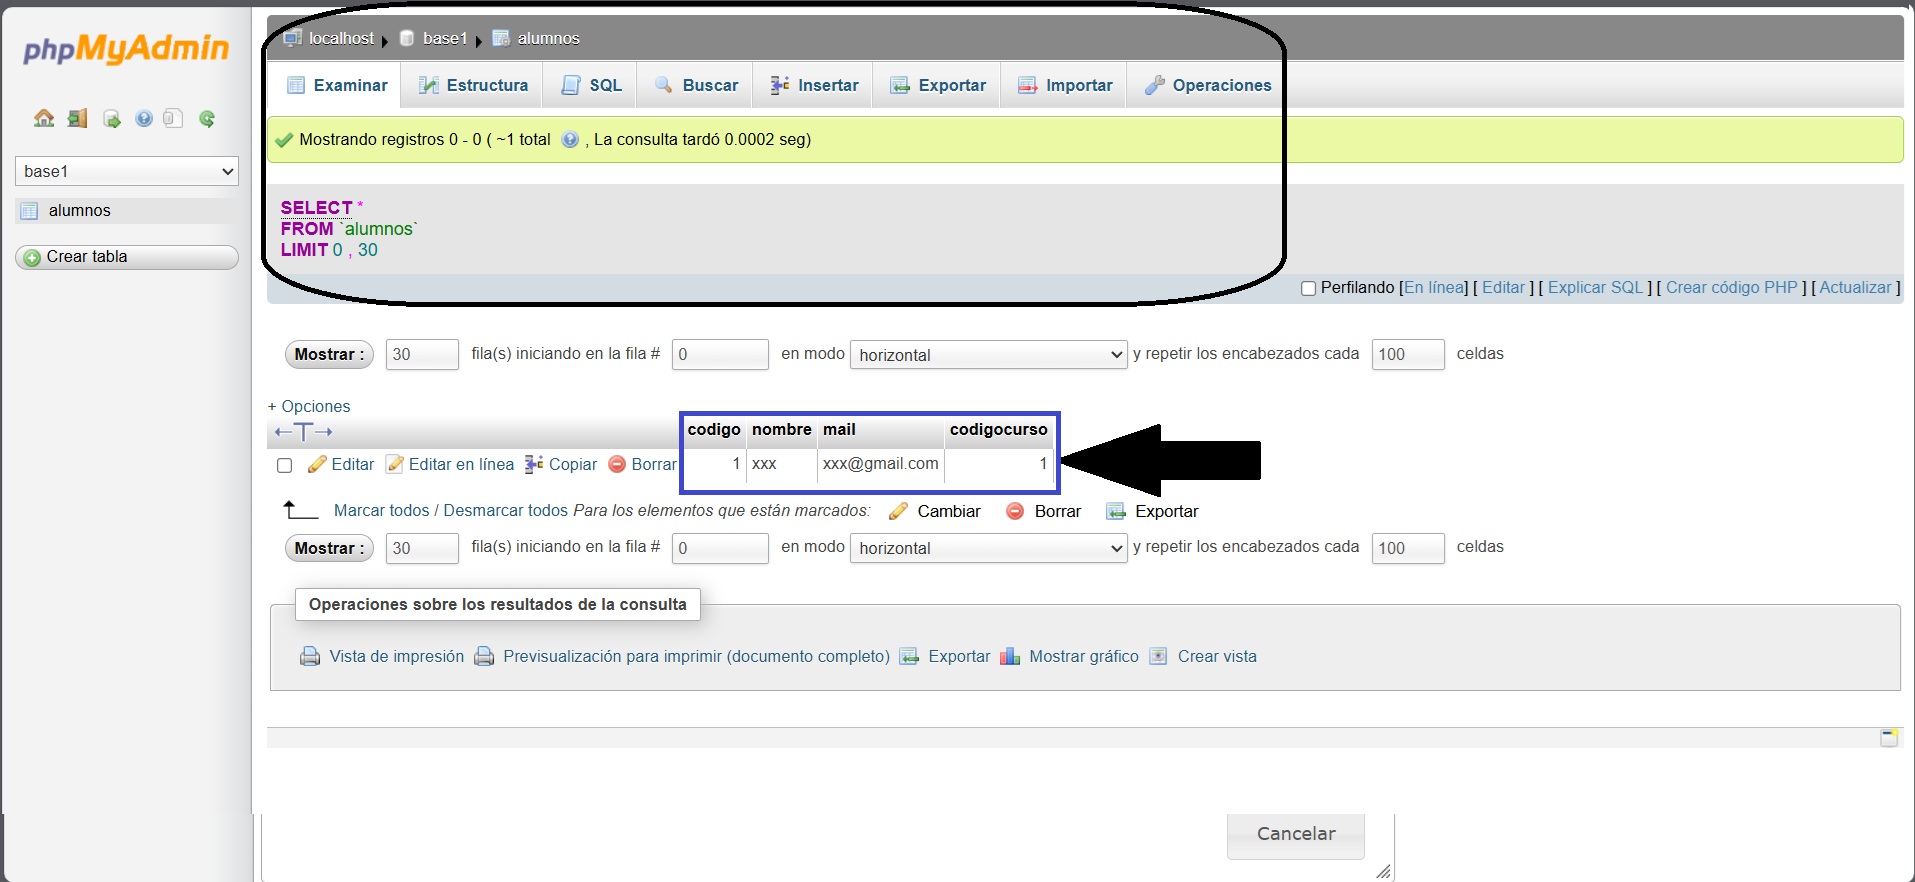 phpMyAdmin
base1
alumnos
Crear tabla
localhost base1 alumnos
Examinar Estructura SQL Buscar Insertar Exportar Importar Operaciones
Mostrando registros 0 - 0 ( ~1 total , La consulta tardó 0.0002 seg)
SELECT *
FROM `alumnos`
LIMIT 0 , 30
Perfilando [En línea] [ Editar ] [ Explicar SQL ] [ Crear código PHP ] [ Actualizar ]
Mostrar : 30 fila(s) iniciando en la fila # 0 en modo horizontal y repetir los encabezados cada 100 celdas
+ Opciones
←T→ codigo nombre mail codigocurso
Editar Editar en línea Copiar Borrar 1 xxx xxx@gmail.com 1
Marcar todos / Desmarcar todos Para los elementos que están marcados: Cambiar Borrar Exportar
Mostrar : 30 fila(s) iniciando en la fila # 0 en modo horizontal y repetir los encabezados cada 100 celdas
Operaciones sobre los resultados de la consulta
Vista de impresión Previsualización para imprimir (documento completo) Exportar Mostrar gráfico Crear vista
Cancelar